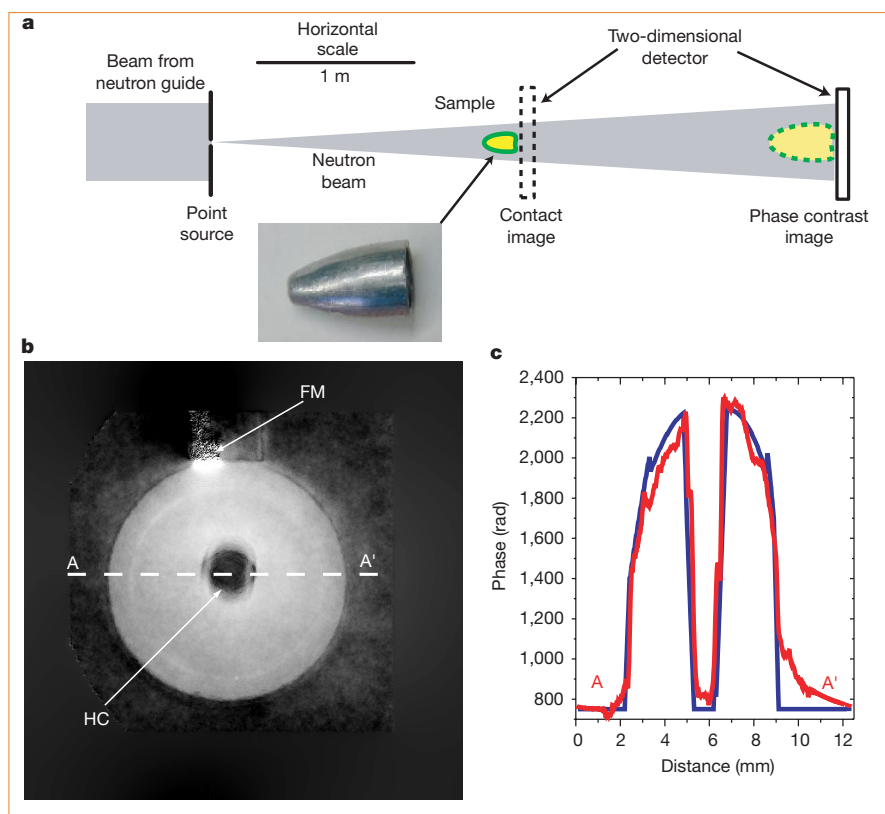 a
Beam from
neutron guide
Horizontal
scale
1 m
Two-dimensional
detector
Sample
Neutron
beam
Point
source
Contact
image
Phase contrast
image
b
FM
A
A'
HC
c
Phase (rad)
2,400
2,200
2,000
1,800
1,600
1,400
1,200
1,000
800
A
A'
0 2 4 6 8 10 12
Distance (mm)